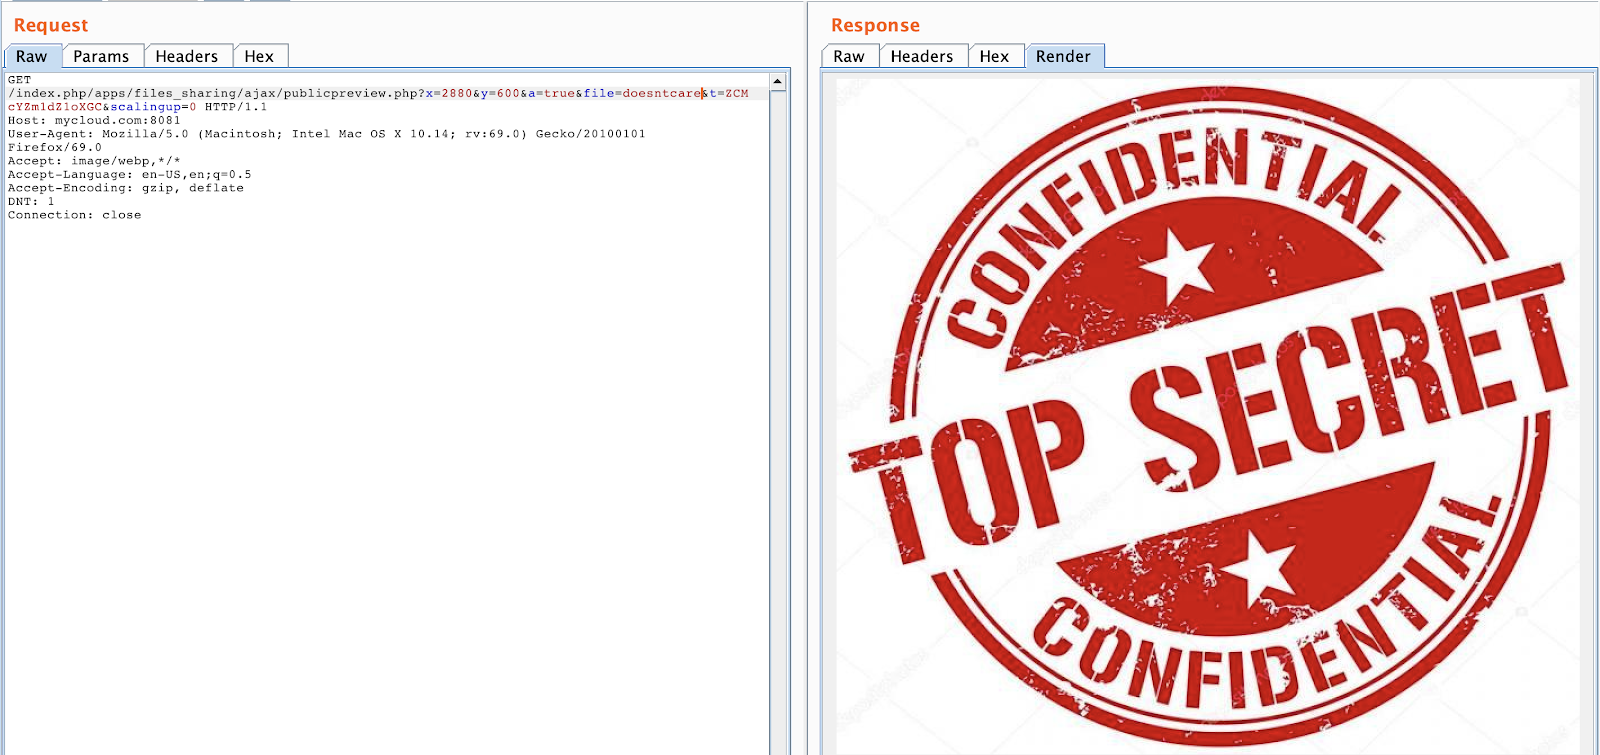 Request
Raw Params Headers Hex
GET
/index.php/apps/files_sharing/ajax/publicpreview.php?x=2880&y=600&a=true&file=doesntcare&t=ZCM
cYZm1dZloXGC&scalingup=0 HTTP/1.1
Host: mycloud.com:8081
User-Agent: Mozilla/5.0 (Macintosh; Intel Mac OS X 10.14; rv:69.0) Gecko/20100101
Firefox/69.0
Accept: image/webp,*/*
Accept-Language: en-US,en;q=0.5
Accept-Encoding: gzip, deflate
DNT: 1
Connection: close
Response
Raw Headers Hex Render
CONFIDENTIAL
TOP SECRET
CONFIDENTIAL